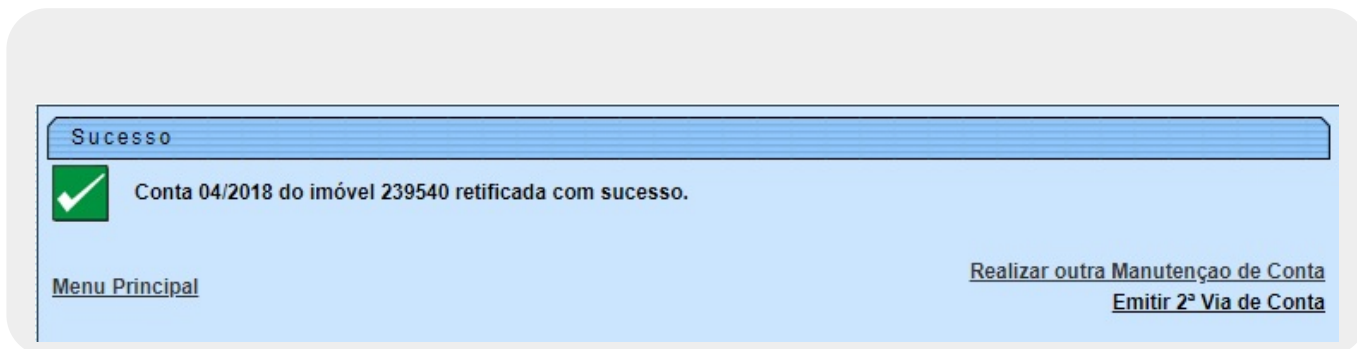 Sucesso
Conta 04/2018 do imóvel 239540 retificada com sucesso.
Menu Principal
Realizar outra Manutençao de Conta
Emitir 2ª Via de Conta